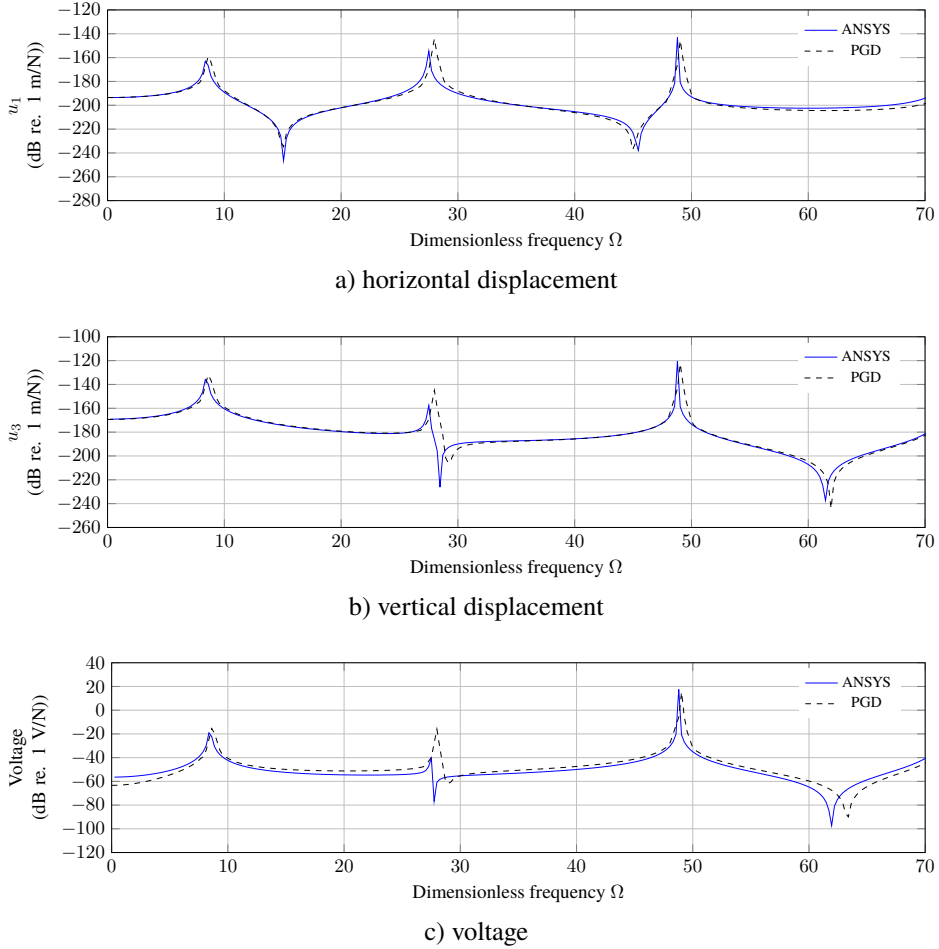 −120
−140
−160
−180
−200
−220
−240
−260
−280
u₁
(dB re. 1 m/N))
ANSYS
PGD
0 10 20 30 40 50 60 70
Dimensionless frequency Ω
a) horizontal displacement
−100
−120
−140
−160
−180
−200
−220
−240
−260
u₃
(dB re. 1 m/N))
ANSYS
PGD
0 10 20 30 40 50 60 70
Dimensionless frequency Ω
b) vertical displacement
40
20
0
−20
−40
−60
−80
−100
−120
Voltage
(dB re. 1 V/N))
ANSYS
PGD
0 10 20 30 40 50 60 70
Dimensionless frequency Ω
c) voltage